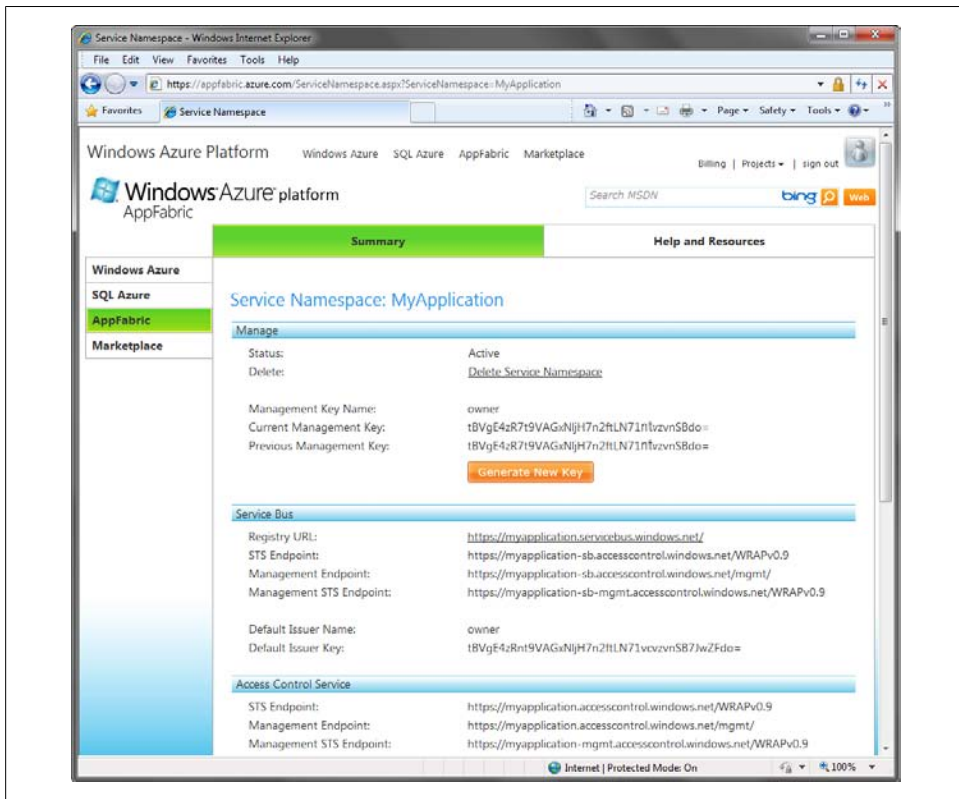 Service Namespace - Windows Internet Explorer
File Edit View Favorites Tools Help
https://appfabric.azure.com/ServiceNamespace.aspx?ServiceNamespace=MyApplication
Favorites Service Namespace Page Safety Tools
Windows Azure Platform Windows Azure SQL Azure AppFabric Marketplace
Billing | Projects | sign out
Windows Azure platform
AppFabric
Search MSDN bing Web
Summary Help and Resources
Windows Azure
SQL Azure
AppFabric
Marketplace
Service Namespace: MyApplication
Manage
Status: Active
Delete: Delete Service Namespace
Management Key Name: owner
Current Management Key:
Previous Management Key:
Generate New Key
Service Bus
Registry URL: https://myapplication.servicebus.windows.net/
STS Endpoint: https://myapplication-sb.accesscontrol.windows.net/WRAPv0.9
Management Endpoint: https://myapplication-sb.accesscontrol.windows.net/mgmt/
Management STS Endpoint: https://myapplication-sb-mgmt.accesscontrol.windows.net/WRAPv0.9
Default Issuer Name: owner
Default Issuer Key:
Access Control Service
STS Endpoint: https://myapplication.accesscontrol.windows.net/WRAPv0.9
Management Endpoint: https://myapplication.accesscontrol.windows.net/mgmt/
Management STS Endpoint: https://myapplication-mgmt.accesscontrol.windows.net/WRAPv0.9
Internet | Protected Mode: On 100%